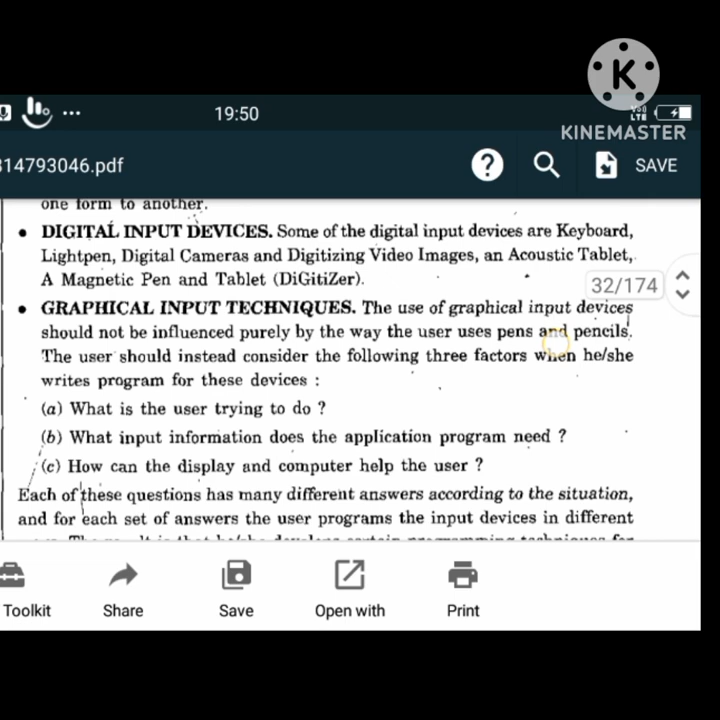 K
KINEMASTER
19:50
Vo))
LTE
314793046.pdf
?
SAVE
one form to another.
• DIGITAL INPUT DEVICES. Some of the digital input devices are Keyboard,
Lightpen, Digital Cameras and Digitizing Video Images, an Acoustic Tablet,
A Magnetic Pen and Tablet (DiGitiZer).
32/174
• GRAPHICAL INPUT TECHNIQUES. The use of graphical input devices
should not be influenced purely by the way the user uses pens and pencils.
The user should instead consider the following three factors when he/she
writes program for these devices :
(a) What is the user trying to do ?
(b) What input information does the application program need ?
(c) How can the display and computer help the user ?
Each of these questions has many different answers according to the situation,
and for each set of answers the user programs the input devices in different
Toolkit
Share
Save
Open with
Print